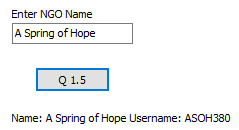 Enter NGO Name
A Spring of Hope
Q 1.5
Name: A Spring of Hope Username: ASOH380